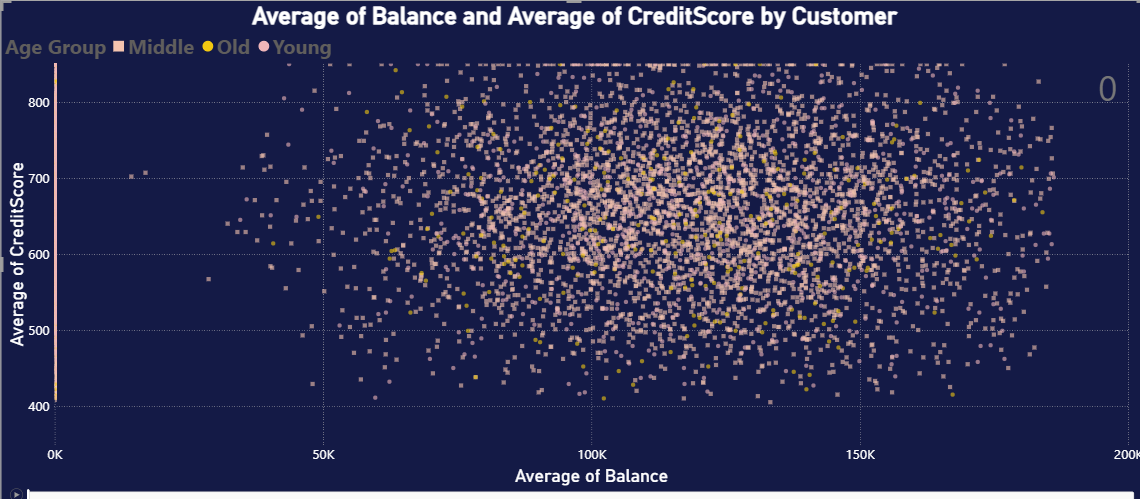 Average of Balance and Average of CreditScore by Customer
Age Group Middle Old Young
0
Average of CreditScore
800
700
600
500
400
0K 50K 100K 150K 200K
Average of Balance